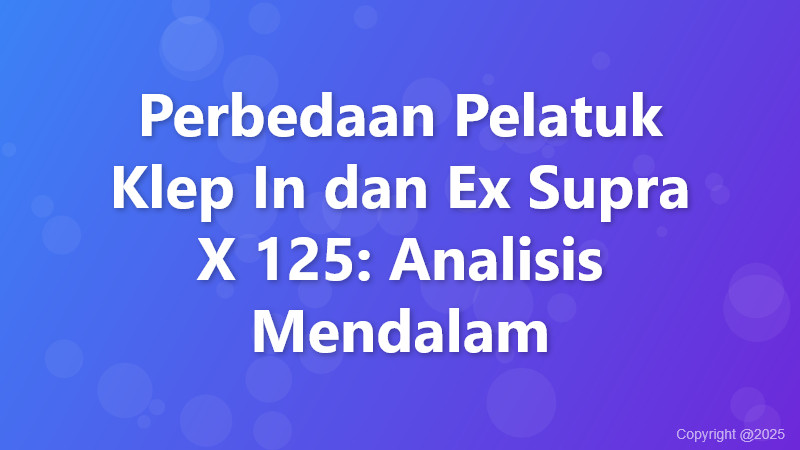 Perbedaan Pelatuk
Klep In dan Ex Supra
X 125: Analisis
Mendalam
Copyright @2025